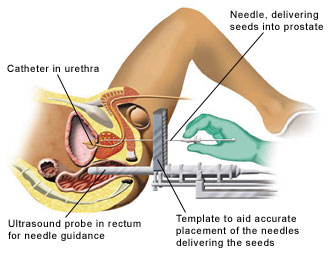 Needle, delivering
seeds into prostate
Catheter in urethra
Ultrasound probe in rectum
for needle guidance
Template to aid accurate
placement of the needles
delivering the seeds